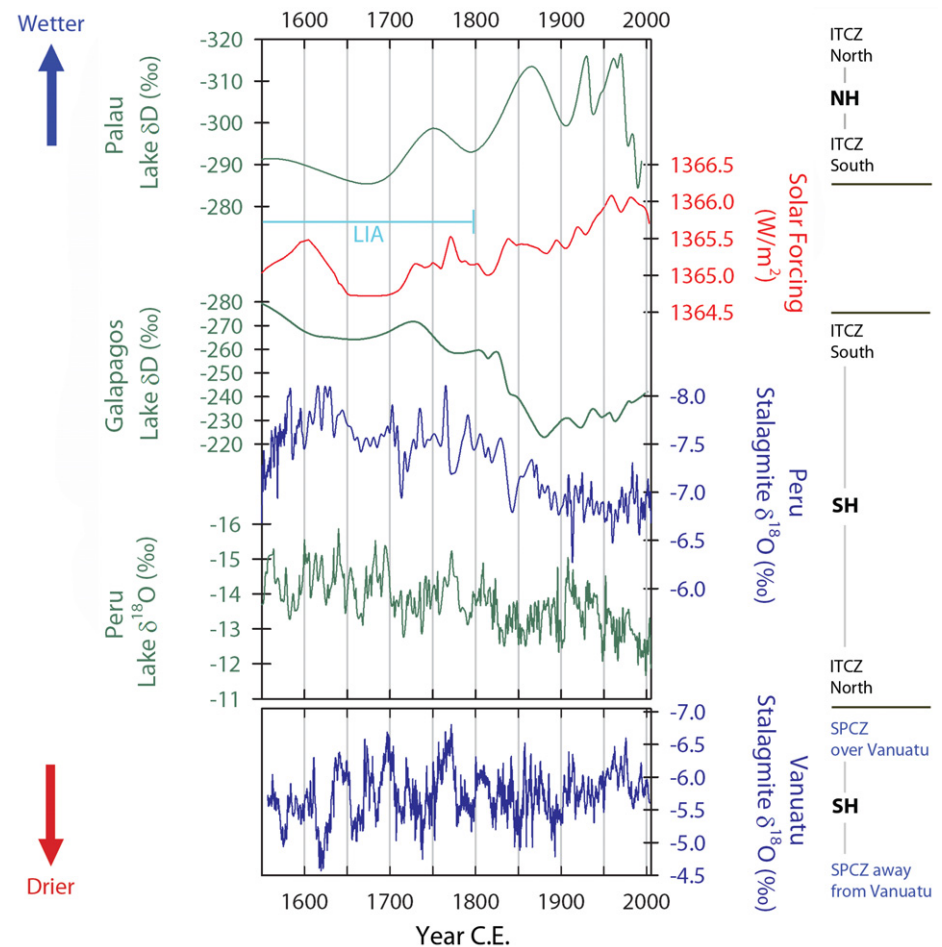 1600 1700 1800 1900 2000
Wetter
Drier
Palau
Lake δD (‰)
-320
-310
-300
-290
-280
LIA
1366.5
1366.0
1365.5
1365.0
1364.5
Solar Forcing
(W/m²)
Galapagos
Lake δD (‰)
-280
-270
-260
-250
-240
-230
-220
-8.0
-7.5
-7.0
-6.5
-6.0
Peru
Stalagmite δ¹⁸O (‰)
Peru
Lake δ¹⁸O (‰)
-16
-15
-14
-13
-12
-11
-7.0
-6.5
-6.0
-5.5
-5.0
-4.5
Vanuatu
Stalagmite δ¹⁸O (‰)
1600 1700 1800 1900 2000
Year C.E.
ITCZ
North
NH
ITCZ
South
ITCZ
South
SH
ITCZ
North
SPCZ
over Vanuatu
SH
SPCZ away
from Vanuatu